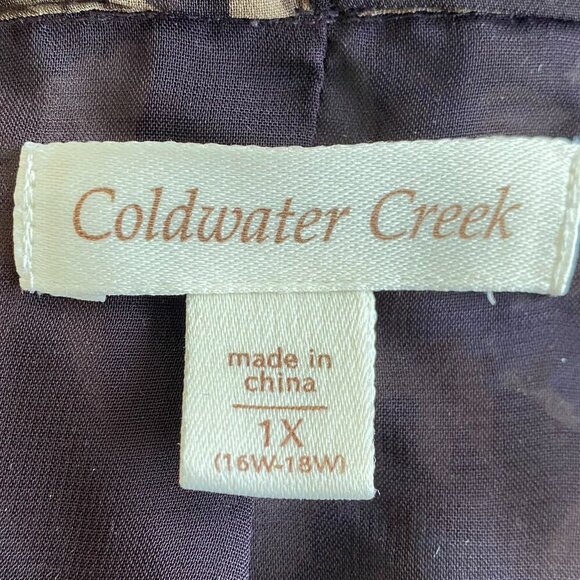 Coldwater Creek
made in
china
1X
(16W-18W)